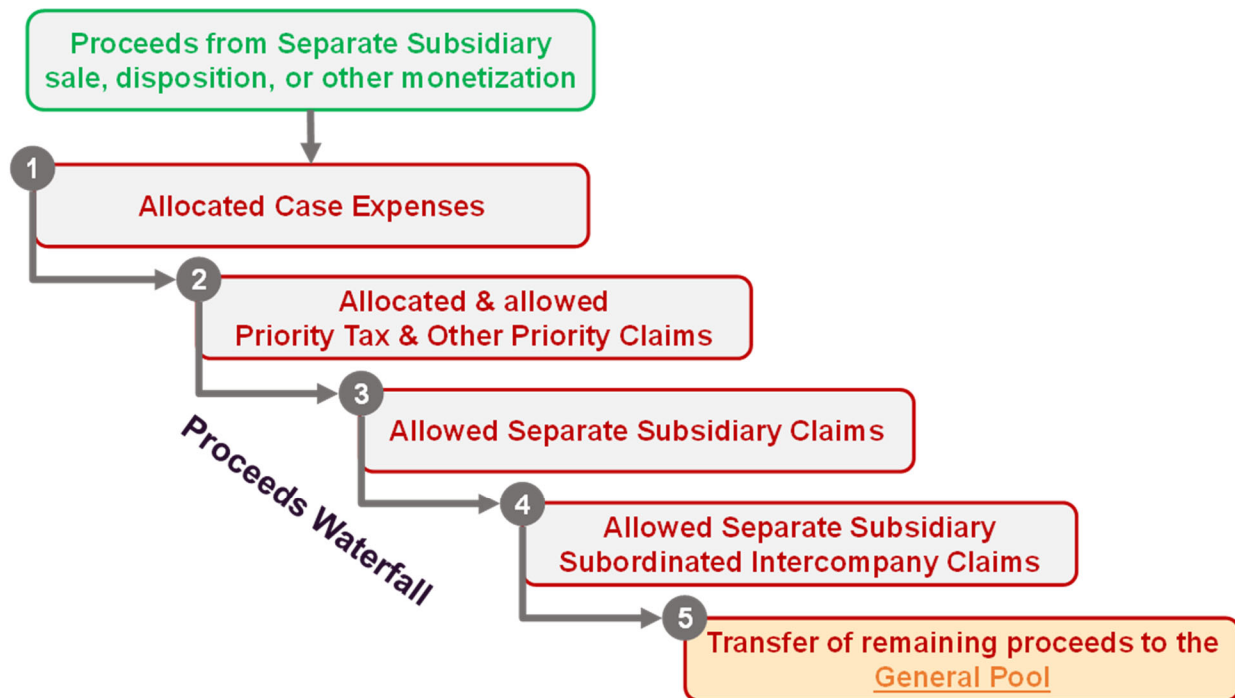 Proceeds from Separate Subsidiary
sale, disposition, or other monetization
1
Allocated Case Expenses
2
Allocated & allowed
Priority Tax & Other Priority Claims
3
Allowed Separate Subsidiary Claims
Proceeds Waterfall
4
Allowed Separate Subsidiary
Subordinated Intercompany Claims
5
Transfer of remaining proceeds to the
General Pool